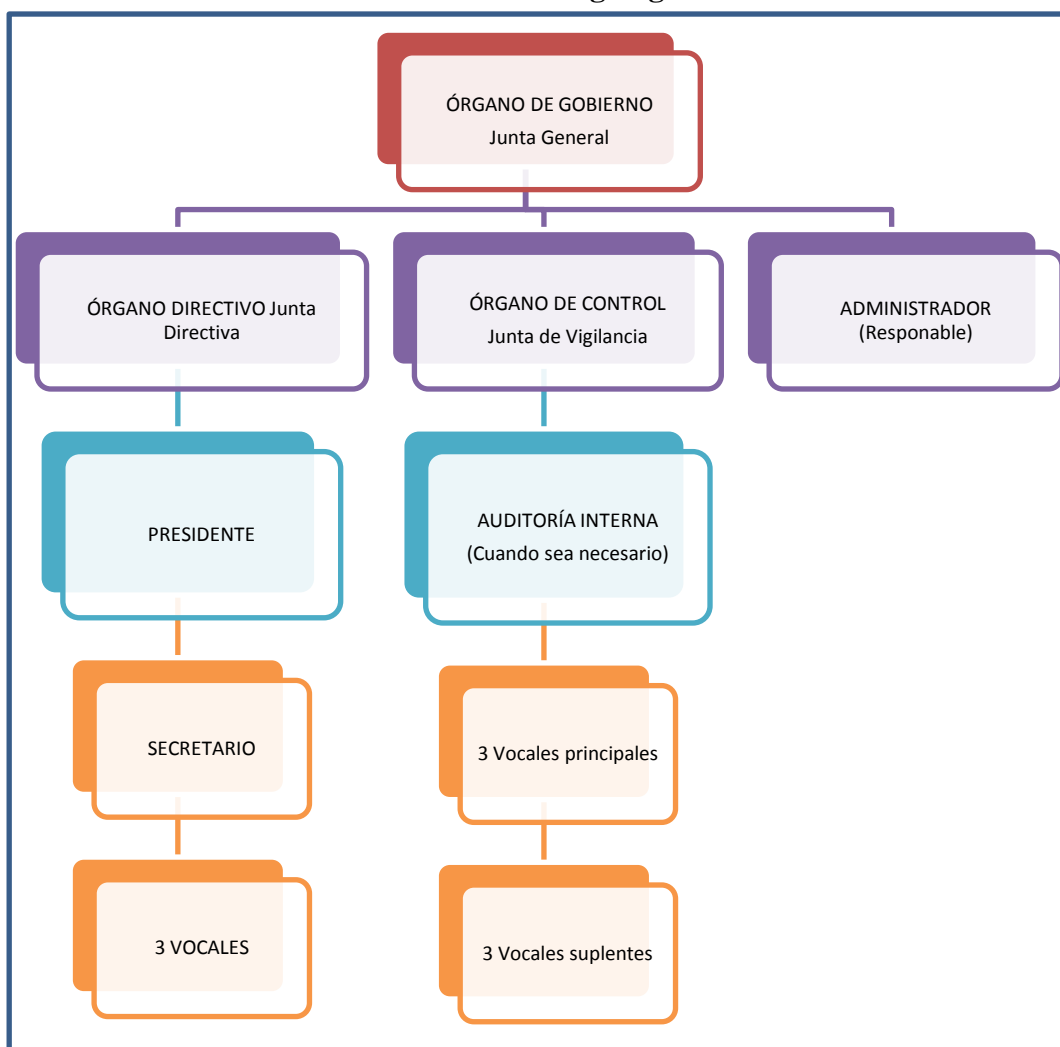 ÓRGANO DE GOBIERNO
Junta General
ÓRGANO DIRECTIVO Junta
Directiva
ÓRGANO DE CONTROL
Junta de Vigilancia
ADMINISTRADOR
(Responable)
PRESIDENTE
AUDITORÍA INTERNA
(Cuando sea necesario)
SECRETARIO
3 Vocales principales
3 VOCALES
3 Vocales suplentes